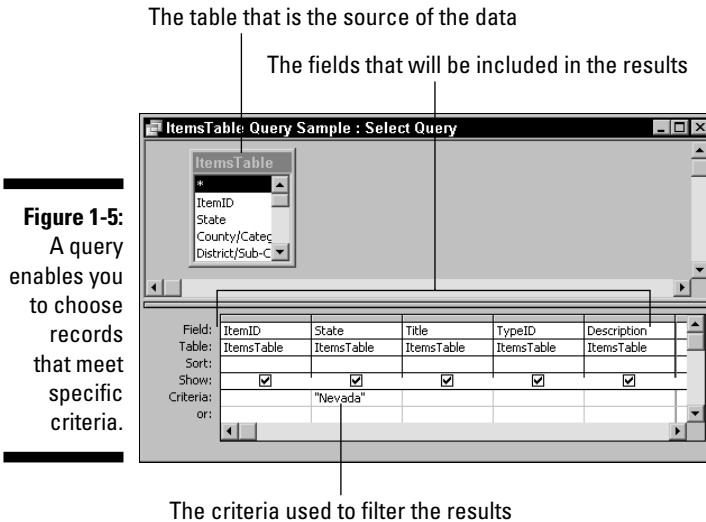 The table that is the source of the data
The fields that will be included in the results
ItemsTable Query Sample : Select Query
ItemsTable
*
ItemID
State
County/Categ
District/Sub-C
Figure 1-5:
A query
enables you
to choose
records
that meet
specific
criteria.
Field: ItemID State Title TypeID Description
Table: ItemsTable ItemsTable ItemsTable ItemsTable ItemsTable
Sort:
Show:
Criteria: "Nevada"
or:
The criteria used to filter the results